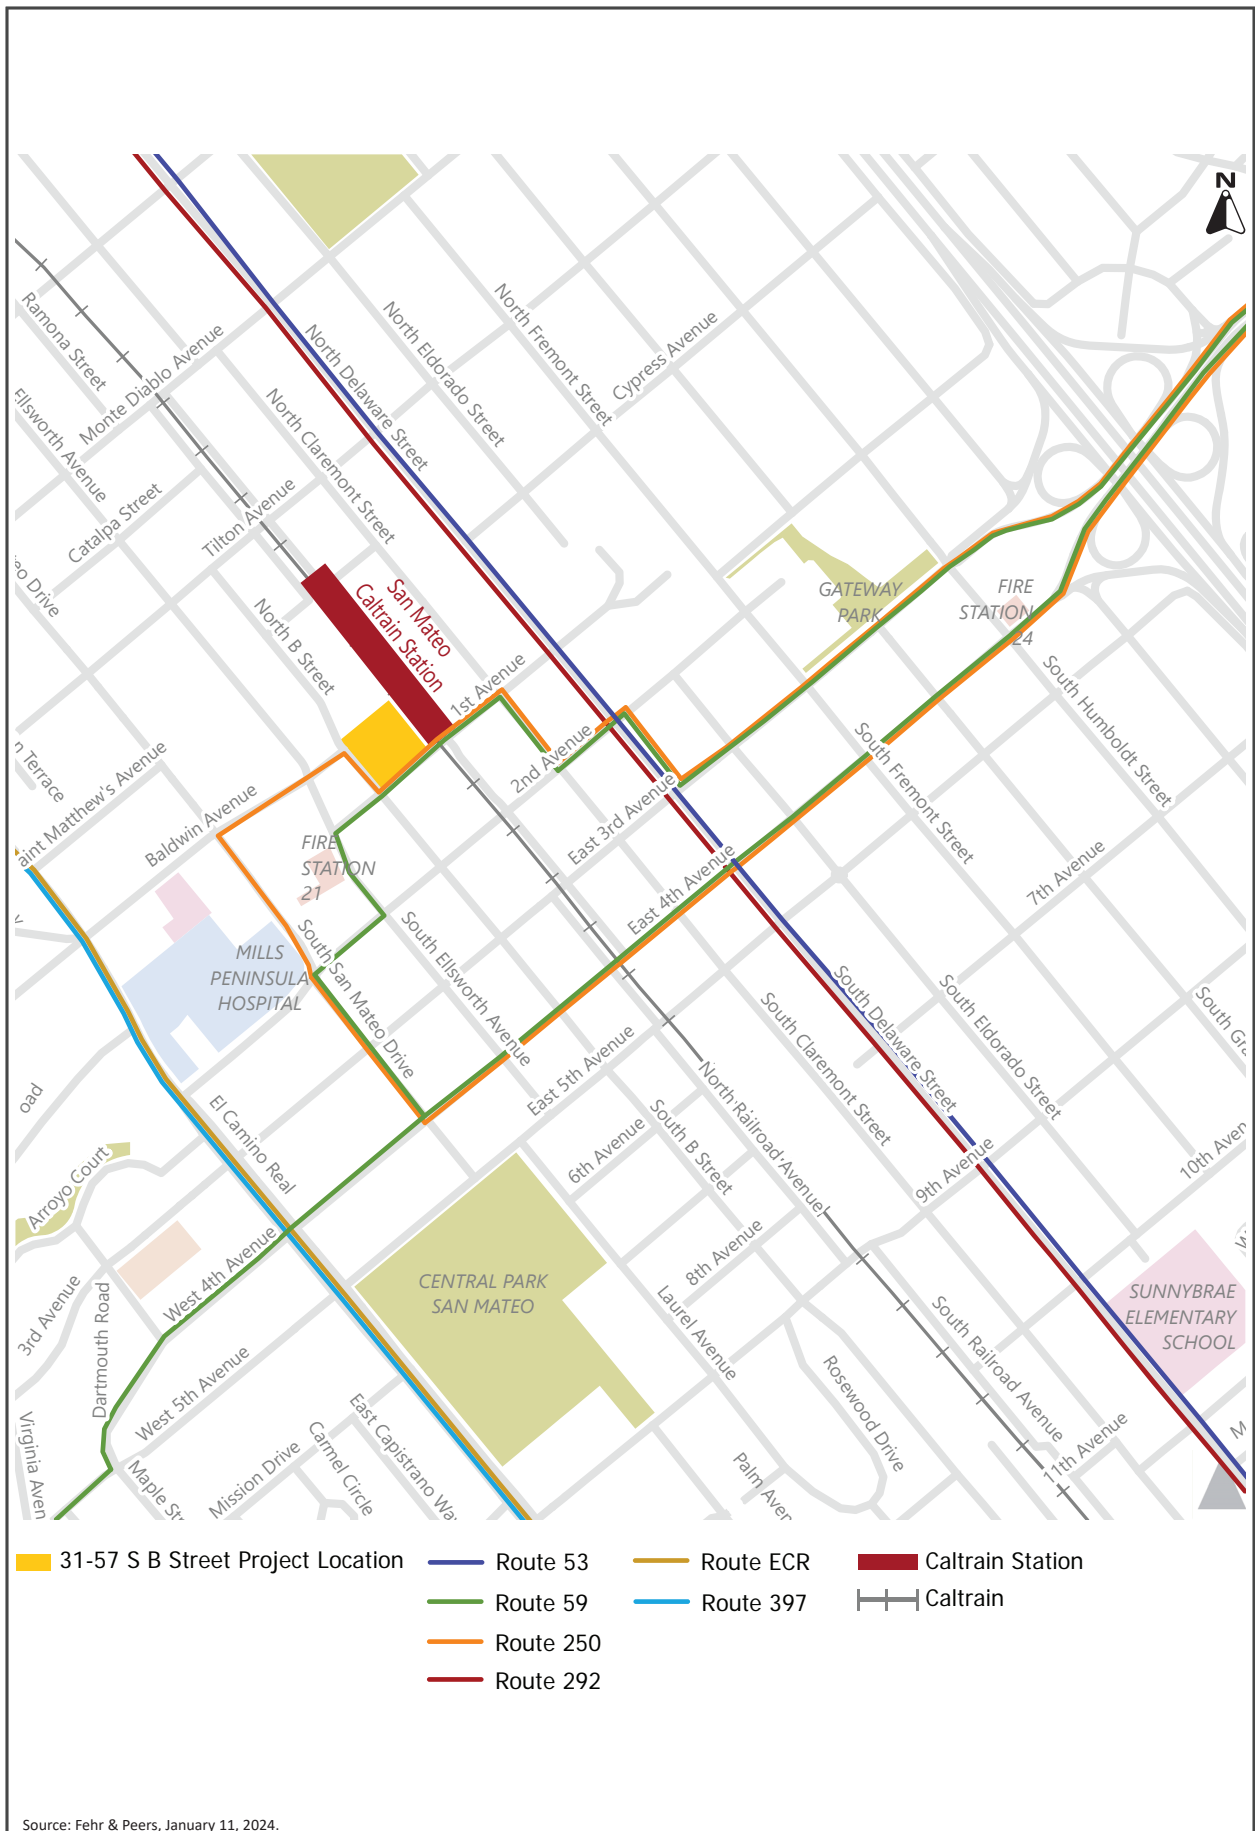 N
Ramona Street
Monte Diablo Avenue
Ellsworth Avenue
Catalpa Street
Tilton Avenue
North Claremont Street
North Delaware Street
North Eldorado Street
North Fremont Street
Cypress Avenue
eo Drive
North B Street
San Mateo
Caltrain Station
1st Avenue
2nd Avenue
East 3rd Avenue
East 4th Avenue
GATEWAY
PARK
FIRE
STATION
24
South Humboldt Street
South Fremont Street
7th Avenue
n Terrace
aint Matthew's Avenue
Baldwin Avenue
FIRE
STATION
21
MILLS
PENINSULA
HOSPITAL
South San Mateo Drive
South Ellsworth Avenue
East 5th Avenue
6th Avenue
South B Street
North Railroad Avenue
South Claremont Street
South Delaware Street
South Eldorado Street
South Gra
9th Avenue
10th Aven
8th Avenue
oad
Arroyo Court
El Camino Real
West 4th Avenue
3rd Avenue
Dartmouth Road
West 5th Avenue
Virginia Aven
Maple Str
Mission Drive
Carmel Circle
East Capistrano Wa
CENTRAL PARK
SAN MATEO
Laurel Avenue
Palm Aven
Rosewood Drive
South Railroad Avenue
11th Avenue
SUNNYBRAE
ELEMENTARY
SCHOOL
31-57 S B Street Project Location
Route 53
Route 59
Route 250
Route 292
Route ECR
Route 397
Caltrain Station
Caltrain
Source: Fehr & Peers, January 11, 2024.